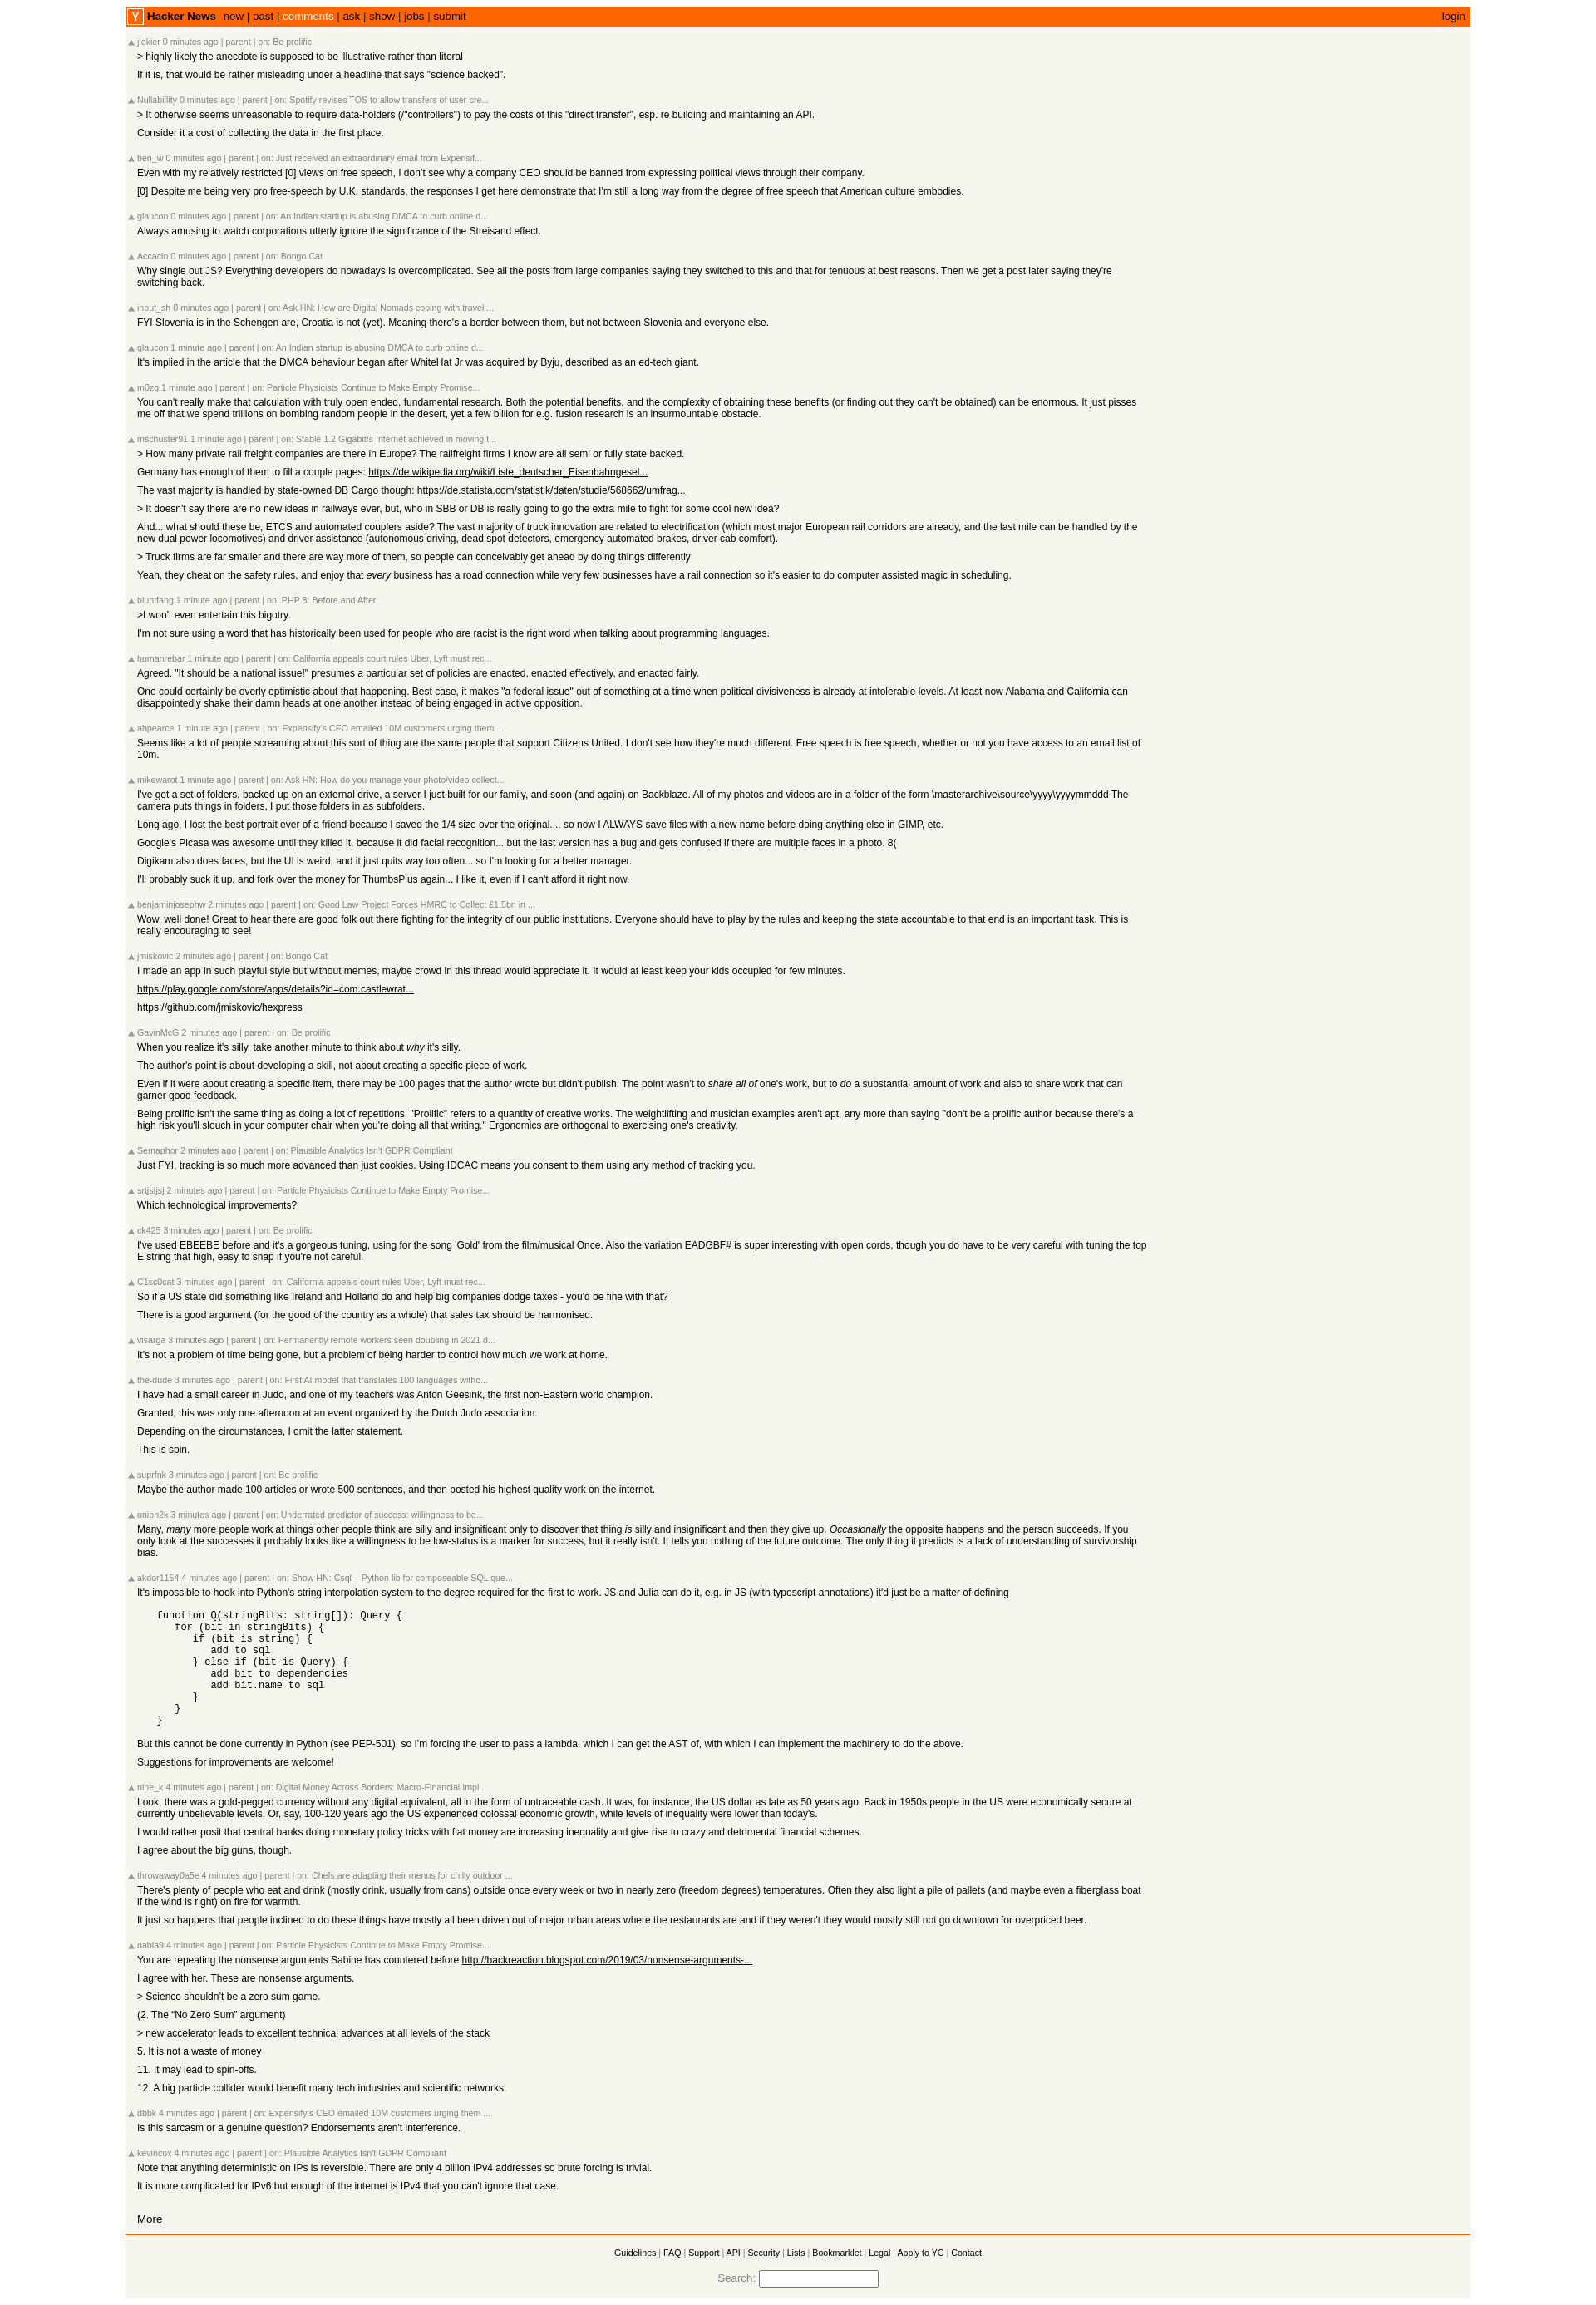 Y Hacker News new | past | comments | ask | show | jobs | submit login
jlokier 0 minutes ago | parent | on: Be prolific
> highly likely the anecdote is supposed to be illustrative rather than literal
If it is, that would be rather misleading under a headline that says "science backed".
Nullabillity 0 minutes ago | parent | on: Spotify revises TOS to allow transfers of user-cre...
> It otherwise seems unreasonable to require data-holders (/"controllers") to pay the costs of this "direct transfer", esp. re building and maintaining an API.
Consider it a cost of collecting the data in the first place.
ben_w 0 minutes ago | parent | on: Just received an extraordinary email from Expensif...
Even with my relatively restricted [0] views on free speech, I don't see why a company CEO should be banned from expressing political views through their company.
[0] Despite me being very pro free-speech by U.K. standards, the responses I get here demonstrate that I'm still a long way from the degree of free speech that American culture embodies.
glaucon 0 minutes ago | parent | on: An Indian startup is abusing DMCA to curb online d...
Always amusing to watch corporations utterly ignore the significance of the Streisand effect.
Accacin 0 minutes ago | parent | on: Bongo Cat
Why single out JS? Everything developers do nowadays is overcomplicated. See all the posts from large companies saying they switched to this and that for tenuous at best reasons. Then we get a post later saying they're
switching back.
input_sh 0 minutes ago | parent | on: Ask HN: How are Digital Nomads coping with travel ...
FYI Slovenia is in the Schengen are, Croatia is not (yet). Meaning there's a border between them, but not between Slovenia and everyone else.
glaucon 1 minute ago | parent | on: An Indian startup is abusing DMCA to curb online d...
It's implied in the article that the DMCA behaviour began after WhiteHat Jr was acquired by Byju, described as an ed-tech giant.
m0zg 1 minute ago | parent | on: Particle Physicists Continue to Make Empty Promise...
You can't really make that calculation with truly open ended, fundamental research. Both the potential benefits, and the complexity of obtaining these benefits (or finding out they can't be obtained) can be enormous. It just pisses
me off that we spend trillions on bombing random people in the desert, yet a few billion for e.g. fusion research is an insurmountable obstacle.
mschuster91 1 minute ago | parent | on: Stable 1.2 Gigabit/s Internet achieved in moving t...
> How many private rail freight companies are there in Europe? The railfreight firms I know are all semi or fully state backed.
Germany has enough of them to fill a couple pages: https://de.wikipedia.org/wiki/Liste_deutscher_Eisenbahngesel...
The vast majority is handled by state-owned DB Cargo though: https://de.statista.com/statistik/daten/studie/568662/umfrag...
> It doesn't say there are no new ideas in railways ever, but, who in SBB or DB is really going to go the extra mile to fight for some cool new idea?
And... what should these be, ETCS and automated couplers aside? The vast majority of truck innovation are related to electrification (which most major European rail corridors are already, and the last mile can be handled by the
new dual power locomotives) and driver assistance (autonomous driving, dead spot detectors, emergency automated brakes, driver cab comfort).
> Truck firms are far smaller and there are way more of them, so people can conceivably get ahead by doing things differently
Yeah, they cheat on the safety rules, and enjoy that every business has a road connection while very few businesses have a rail connection so it's easier to do computer assisted magic in scheduling.
bluntfang 1 minute ago | parent | on: PHP 8: Before and After
>I won't even entertain this bigotry.
I'm not sure using a word that has historically been used for people who are racist is the right word when talking about programming languages.
humanrebar 1 minute ago | parent | on: California appeals court rules Uber, Lyft must rec...
Agreed. "It should be a national issue!" presumes a particular set of policies are enacted, enacted effectively, and enacted fairly.
One could certainly be overly optimistic about that happening. Best case, it makes "a federal issue" out of something at a time when political divisiveness is already at intolerable levels. At least now Alabama and California can
disappointedly shake their damn heads at one another instead of being engaged in active opposition.
ahpearce 1 minute ago | parent | on: Expensify's CEO emailed 10M customers urging them ...
Seems like a lot of people screaming about this sort of thing are the same people that support Citizens United. I don't see how they're much different. Free speech is free speech, whether or not you have access to an email list of
10m.
mikewarot 1 minute ago | parent | on: Ask HN: How do you manage your photo/video collect...
I've got a set of folders, backed up on an external drive, a server I just built for our family, and soon (and again) on Backblaze. All of my photos and videos are in a folder of the form \masterarchive\source\yyyy\yyyymmddd The
camera puts things in folders, I put those folders in as subfolders.
Long ago, I lost the best portrait ever of a friend because I saved the 1/4 size over the original.... so now I ALWAYS save files with a new name before doing anything else in GIMP, etc.
Google's Picasa was awesome until they killed it, because it did facial recognition... but the last version has a bug and gets confused if there are multiple faces in a photo. 8(
Digikam also does faces, but the UI is weird, and it just quits way too often... so I'm looking for a better manager.
I'll probably suck it up, and fork over the money for ThumbsPlus again... I like it, even if I can't afford it right now.
benjaminjosephw 2 minutes ago | parent | on: Good Law Project Forces HMRC to Collect £1.5bn in ...
Wow, well done! Great to hear there are good folk out there fighting for the integrity of our public institutions. Everyone should have to play by the rules and keeping the state accountable to that end is an important task. This is
really encouraging to see!
jmiskovic 2 minutes ago | parent | on: Bongo Cat
I made an app in such playful style but without memes, maybe crowd in this thread would appreciate it. It would at least keep your kids occupied for few minutes.
https://play.google.com/store/apps/details?id=com.castlewrat...
https://github.com/jmiskovic/hexpress
GavinMcG 2 minutes ago | parent | on: Be prolific
When you realize it's silly, take another minute to think about why it's silly.
The author's point is about developing a skill, not about creating a specific piece of work.
Even if it were about creating a specific item, there may be 100 pages that the author wrote but didn't publish. The point wasn't to share all of one's work, but to do a substantial amount of work and also to share work that can
garner good feedback.
Being prolific isn't the same thing as doing a lot of repetitions. "Prolific" refers to a quantity of creative works. The weightlifting and musician examples aren't apt, any more than saying "don't be a prolific author because there's a
high risk you'll slouch in your computer chair when you're doing all that writing." Ergonomics are orthogonal to exercising one's creativity.
Semaphor 2 minutes ago | parent | on: Plausible Analytics Isn't GDPR Compliant
Just FYI, tracking is so much more advanced than just cookies. Using IDCAC means you consent to them using any method of tracking you.
srtjstjsj 2 minutes ago | parent | on: Particle Physicists Continue to Make Empty Promise...
Which technological improvements?
ck425 3 minutes ago | parent | on: Be prolific
I've used EBEEBE before and it's a gorgeous tuning, using for the song 'Gold' from the film/musical Once. Also the variation EADGBF# is super interesting with open cords, though you do have to be very careful with tuning the top
E string that high, easy to snap if you're not careful.
C1sc0cat 3 minutes ago | parent | on: California appeals court rules Uber, Lyft must rec...
So if a US state did something like Ireland and Holland do and help big companies dodge taxes - you'd be fine with that?
There is a good argument (for the good of the country as a whole) that sales tax should be harmonised.
visarga 3 minutes ago | parent | on: Permanently remote workers seen doubling in 2021 d...
It's not a problem of time being gone, but a problem of being harder to control how much we work at home.
the-dude 3 minutes ago | parent | on: First AI model that translates 100 languages witho...
I have had a small career in Judo, and one of my teachers was Anton Geesink, the first non-Eastern world champion.
Granted, this was only one afternoon at an event organized by the Dutch Judo association.
Depending on the circumstances, I omit the latter statement.
This is spin.
suprfnk 3 minutes ago | parent | on: Be prolific
Maybe the author made 100 articles or wrote 500 sentences, and then posted his highest quality work on the internet.
onion2k 3 minutes ago | parent | on: Underrated predictor of success: willingness to be...
Many, many more people work at things other people think are silly and insignificant only to discover that thing is silly and insignificant and then they give up. Occasionally the opposite happens and the person succeeds. If you
only look at the successes it probably looks like a willingness to be low-status is a marker for success, but it really isn't. It tells you nothing of the future outcome. The only thing it predicts is a lack of understanding of survivorship
bias.
akdor1154 4 minutes ago | parent | on: Show HN: Csql – Python lib for composeable SQL que...
It's impossible to hook into Python's string interpolation system to the degree required for the first to work. JS and Julia can do it, e.g. in JS (with typescript annotations) it'd just be a matter of defining
function Q(stringBits: string[]): Query {
for (bit in stringBits) {
if (bit is string) {
add to sql
} else if (bit is Query) {
add bit to dependencies
add bit.name to sql
}
}
}
But this cannot be done currently in Python (see PEP-501), so I'm forcing the user to pass a lambda, which I can get the AST of, with which I can implement the machinery to do the above.
Suggestions for improvements are welcome!
nine_k 4 minutes ago | parent | on: Digital Money Across Borders: Macro-Financial Impl...
Look, there was a gold-pegged currency without any digital equivalent, all in the form of untraceable cash. It was, for instance, the US dollar as late as 50 years ago. Back in 1950s people in the US were economically secure at
currently unbelievable levels. Or, say, 100-120 years ago the US experienced colossal economic growth, while levels of inequality were lower than today's.
I would rather posit that central banks doing monetary policy tricks with fiat money are increasing inequality and give rise to crazy and detrimental financial schemes.
I agree about the big guns, though.
throwaway0a5e 4 minutes ago | parent | on: Chefs are adapting their menus for chilly outdoor ...
There's plenty of people who eat and drink (mostly drink, usually from cans) outside once every week or two in nearly zero (freedom degrees) temperatures. Often they also light a pile of pallets (and maybe even a fiberglass boat
if the wind is right) on fire for warmth.
It just so happens that people inclined to do these things have mostly all been driven out of major urban areas where the restaurants are and if they weren't they would mostly still not go downtown for overpriced beer.
nabla9 4 minutes ago | parent | on: Particle Physicists Continue to Make Empty Promise...
You are repeating the nonsense arguments Sabine has countered before http://backreaction.blogspot.com/2019/03/nonsense-arguments-...
I agree with her. These are nonsense arguments.
> Science shouldn't be a zero sum game.
(2. The “No Zero Sum” argument)
> new accelerator leads to excellent technical advances at all levels of the stack
5. It is not a waste of money
11. It may lead to spin-offs.
12. A big particle collider would benefit many tech industries and scientific networks.
dbbk 4 minutes ago | parent | on: Expensify's CEO emailed 10M customers urging them ...
Is this sarcasm or a genuine question? Endorsements aren't interference.
kevincox 4 minutes ago | parent | on: Plausible Analytics Isn't GDPR Compliant
Note that anything deterministic on IPs is reversible. There are only 4 billion IPv4 addresses so brute forcing is trivial.
It is more complicated for IPv6 but enough of the internet is IPv4 that you can't ignore that case.
More
Guidelines | FAQ | Support | API | Security | Lists | Bookmarklet | Legal | Apply to YC | Contact
Search: